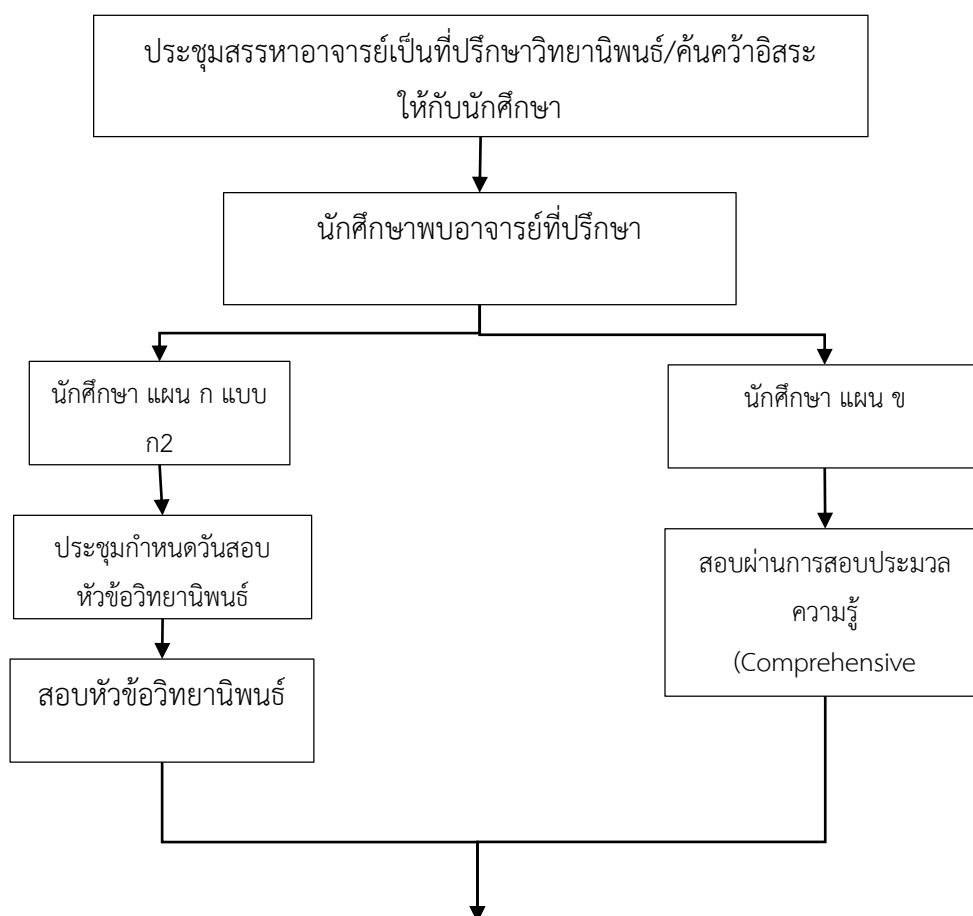 ประชุมสรรหาอาจารย์เป็นที่ปรึกษาวิทยานิพนธ์/ค้นคว้าอิสระ
ให้กับนักศึกษา
นักศึกษาพบอาจารย์ที่ปรึกษา
นักศึกษา แผน ก แบบ
ก2
ประชุมกำหนดวันสอบ
หัวข้อวิทยานิพนธ์
สอบหัวข้อวิทยานิพนธ์
นักศึกษา แผน ข
สอบผ่านการสอบประมวล
ความรู้
(Comprehensive